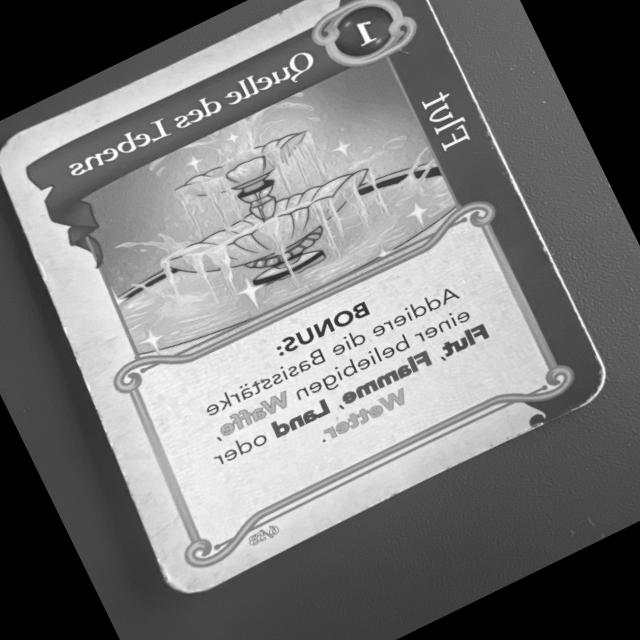 1
Quelle des Lebens
Flut
BONUS:
Addiere die Basisstärke
einer beliebigen Waffe,
Flut, Flamme, Land oder
Wetter.